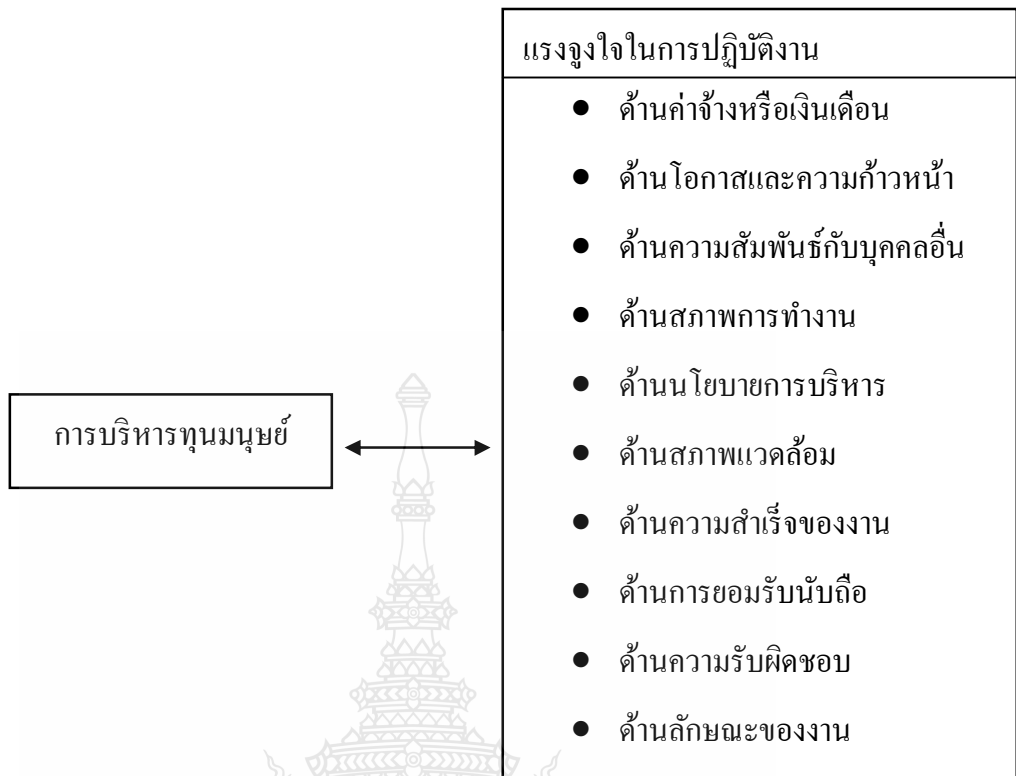 แรงจูงใจในการปฏิบัติงาน
● ด้านค่าจ้างหรือเงินเดือน
● ด้านโอกาสและความก้าวหน้า
● ด้านความสัมพันธ์กับบุคคลอื่น
● ด้านสภาพการทำงาน
● ด้านนโยบายการบริหาร
การบริหารทุนมนุษย์
● ด้านสภาพแวดล้อม
● ด้านความสำเร็จของงาน
● ด้านการยอมรับนับถือ
● ด้านความรับผิดชอบ
● ด้านลักษณะของงาน